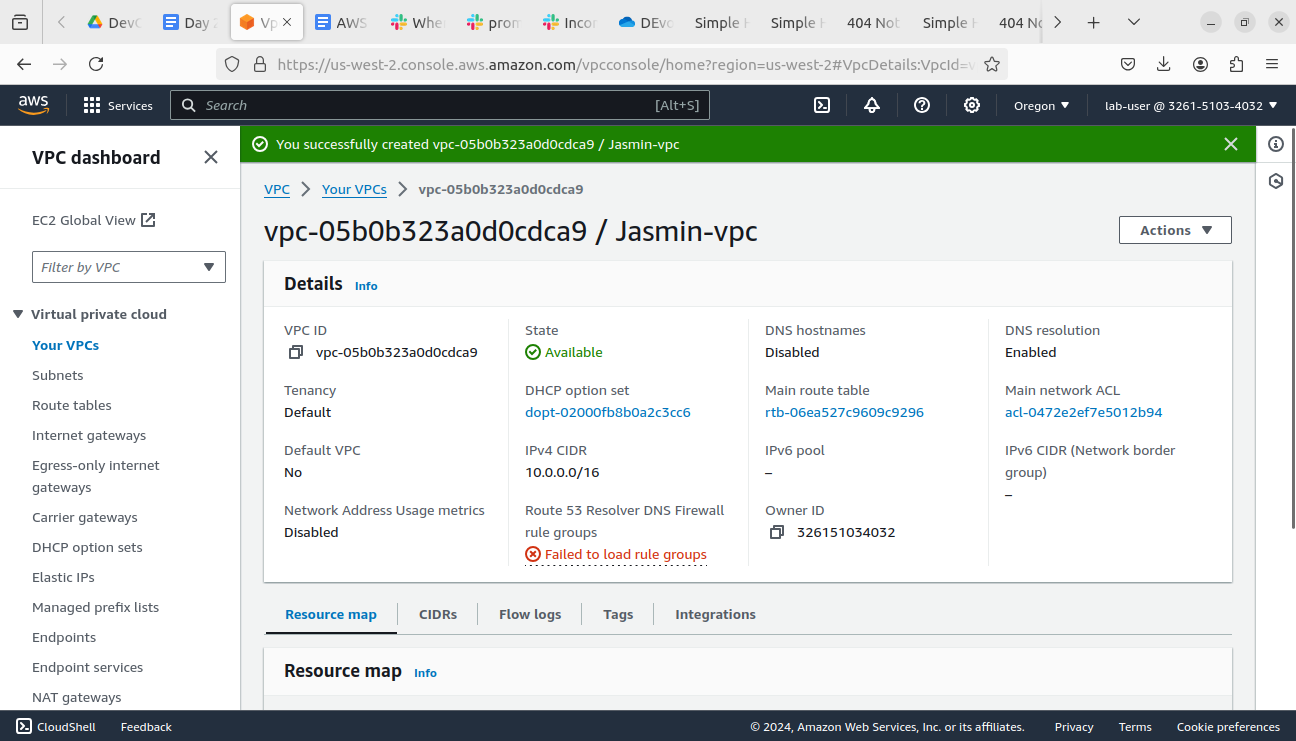 DevC
Day 2
Vp
AWS
Whe
prom
Incor
DEvo
Simple H
Simple H
404 Not
Simple H
404 No
https://us-west-2.console.aws.amazon.com/vpcconsole/home?region=us-west-2#VpcDetails:VpcId=v
aws
Services
Search
[Alt+S]
Oregon
lab-user @ 3261-5103-4032
VPC dashboard
EC2 Global View
Filter by VPC
Virtual private cloud
Your VPCs
Subnets
Route tables
Internet gateways
Egress-only internet
gateways
Carrier gateways
DHCP option sets
Elastic IPs
Managed prefix lists
Endpoints
Endpoint services
NAT gateways
You successfully created vpc-05b0b323a0d0cdca9 / Jasmin-vpc
VPC
Your VPCs
vpc-05b0b323a0d0cdca9
vpc-05b0b323a0d0cdca9 / Jasmin-vpc
Actions
Details
Info
VPC ID
vpc-05b0b323a0d0cdca9
State
Available
DNS hostnames
Disabled
DNS resolution
Enabled
Tenancy
Default
DHCP option set
dopt-02000fb8b0a2c3cc6
Main route table
rtb-06ea527c9609c9296
Main network ACL
acl-0472e2ef7e5012b94
Default VPC
No
IPv4 CIDR
10.0.0.0/16
IPv6 pool
–
IPv6 CIDR (Network border
group)
–
Network Address Usage metrics
Disabled
Route 53 Resolver DNS Firewall
rule groups
Failed to load rule groups
Owner ID
326151034032
Resource map
CIDRs
Flow logs
Tags
Integrations
Resource map
Info
CloudShell
Feedback
© 2024, Amazon Web Services, Inc. or its affiliates.
Privacy
Terms
Cookie preferences